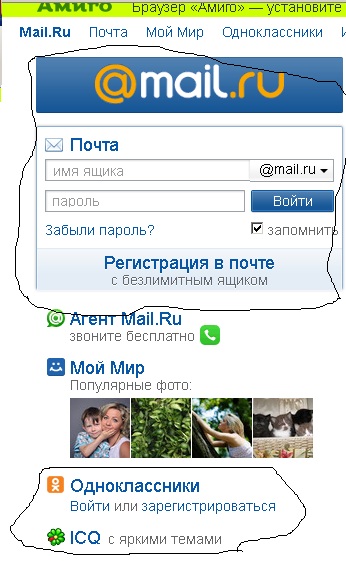 АМИГО Браузер «Амиго» — установите
Mail.Ru Почта Мой Мир Одноклассники
@mail.ru
Почта
имя ящика @mail.ru
пароль Войти
Забыли пароль? запомнить
Регистрация в почте
с безлимитным ящиком
Агент Mail.Ru
звоните бесплатно
Мой Мир
Популярные фото:
Одноклассники
Войти или зарегистрироваться
ICQ с яркими темами